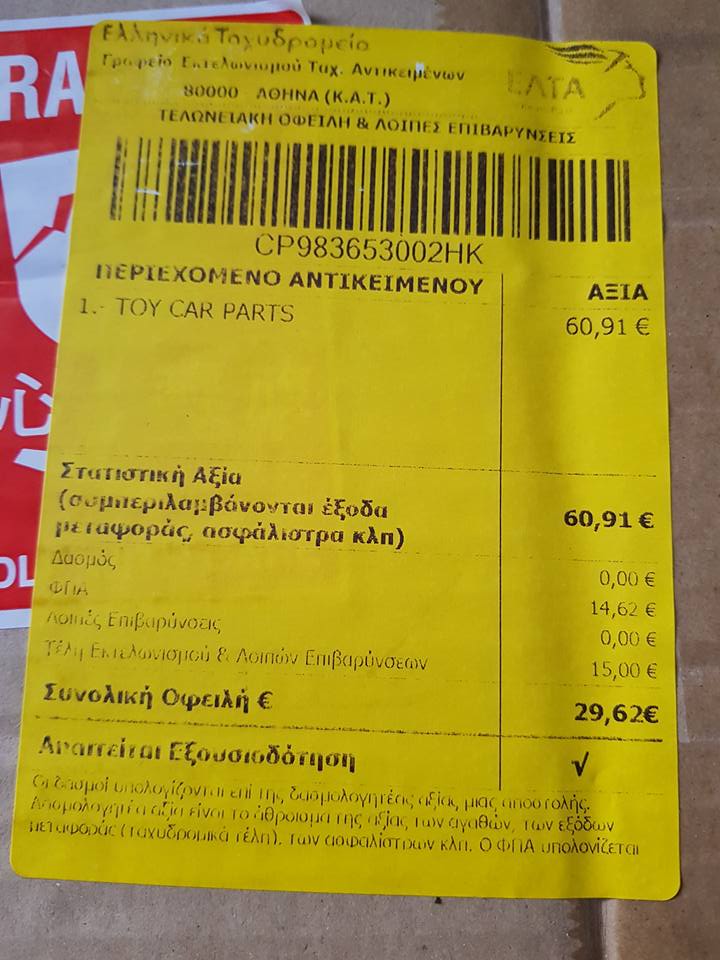 RA
Ελληνικά Ταχυδρομεία
Γραφείο Εκτελωνισμού Ταχ. Αντικειμένων
80000 ΑΘΗΝΑ (Κ.Α.Τ.)
ΕΛΤΑ
ΤΕΛΩΝΕΙΑΚΗ ΟΦΕΙΛΗ & ΛΟΙΠΕΣ ΕΠΙΒΑΡΥΝΣΕΙΣ
CP983653002HK
ΠΕΡΙΕΧΟΜΕΝΟ ΑΝΤΙΚΕΙΜΕΝΟΥ ΑΞΙΑ
1.- TOY CAR PARTS 60,91 €
Στατιστική Αξία
(συμπεριλαμβάνονται έξοδα
μεταφοράς, ασφάλιστρα κλπ) 60,91 €
Δασμός 0,00 €
ΦΠΑ 14,62 €
Λοιπές Επιβαρύνσεις 0,00 €
Τέλη Εκτελωνισμού & Λοιπών Επιβαρύνσεων 15,00 €
Συνολική Οφειλή € 29,62€
Απαιτείται Εξουσιοδότηση √
Οι δασμοί υπολογίζονται επί της δασμολογητέας αξίας μιας αποστολής.
Δασμολογητέα αξία είναι το άθροισμα της αξίας των αγαθών, των εξόδων
μεταφοράς (ταχυδρομικά τέλη), των ασφαλίστρων κλπ. Ο ΦΠΑ υπολογίζεται